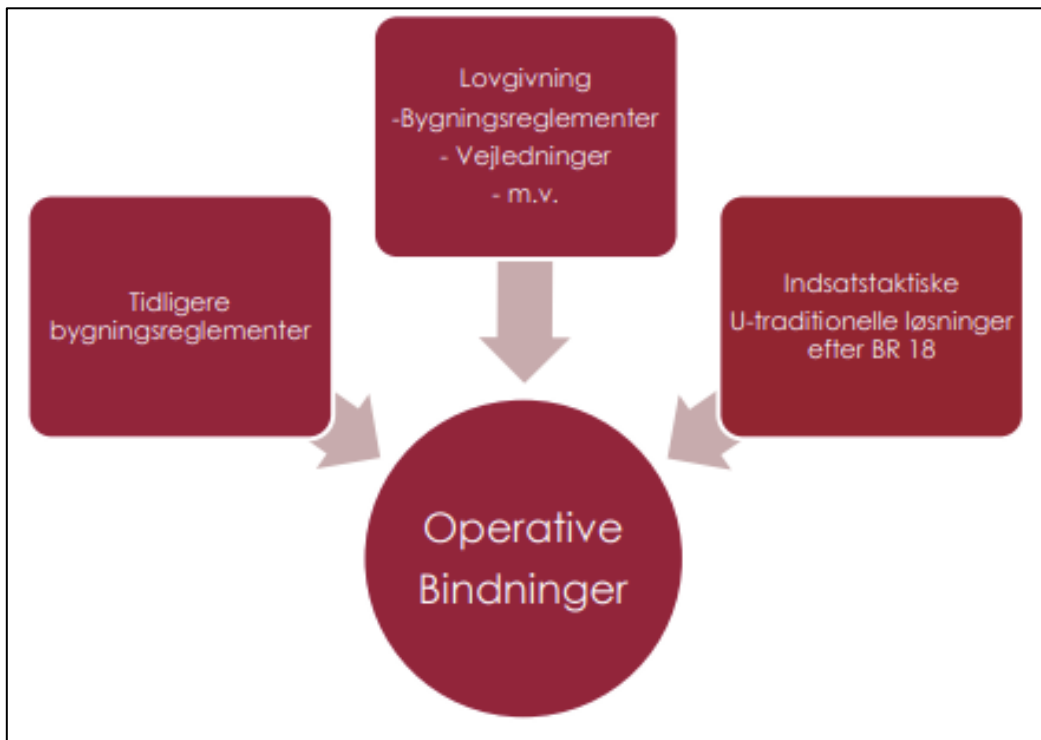 Lovgivning
-Bygningsreglementer
- Vejledninger
- m.v.
Tidligere
bygningsreglementer
Indsatstaktiske
U-traditionelle løsninger
efter BR 18
Operative
Bindninger